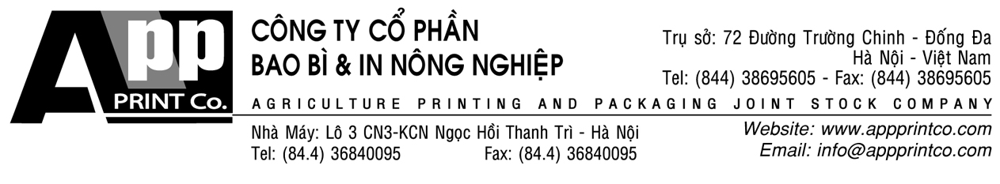 App
PRINT Co.
CÔNG TY CỔ PHẦN
BAO BÌ & IN NÔNG NGHIỆP
Trụ sở: 72 Đường Trường Chinh - Đống Đa
Hà Nội - Việt Nam
Tel: (844) 38695605 - Fax: (844) 38695605
AGRICULTURE PRINTING AND PACKAGING JOINT STOCK COMPANY
Nhà Máy: Lô 3 CN3-KCN Ngọc Hồi Thanh Trì - Hà Nội
Tel: (84.4) 36840095 Fax: (84.4) 36840095
Website: www.appprintco.com
Email: info@appprintco.com